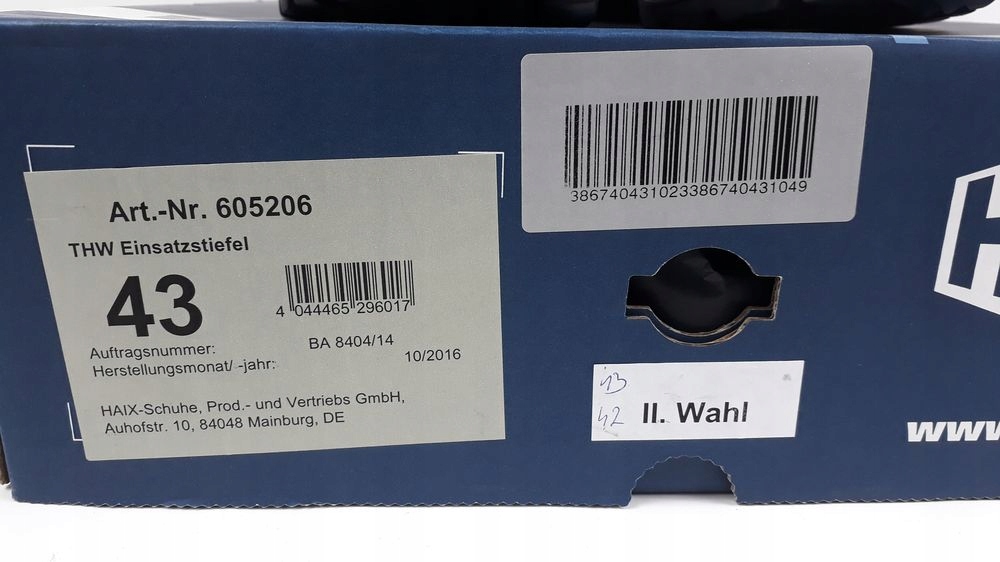 Art.-Nr. 605206
THW Einsatzstiefel
43
4 044465 296017
Auftragsnummer: BA 8404/14
Herstellungsmonat/ -jahr: 10/2016
HAIX-Schuhe, Prod.- und Vertriebs GmbH,
Auhofstr. 10, 84048 Mainburg, DE
38674043102338674043104​9
43
42 II. Wahl
H
www